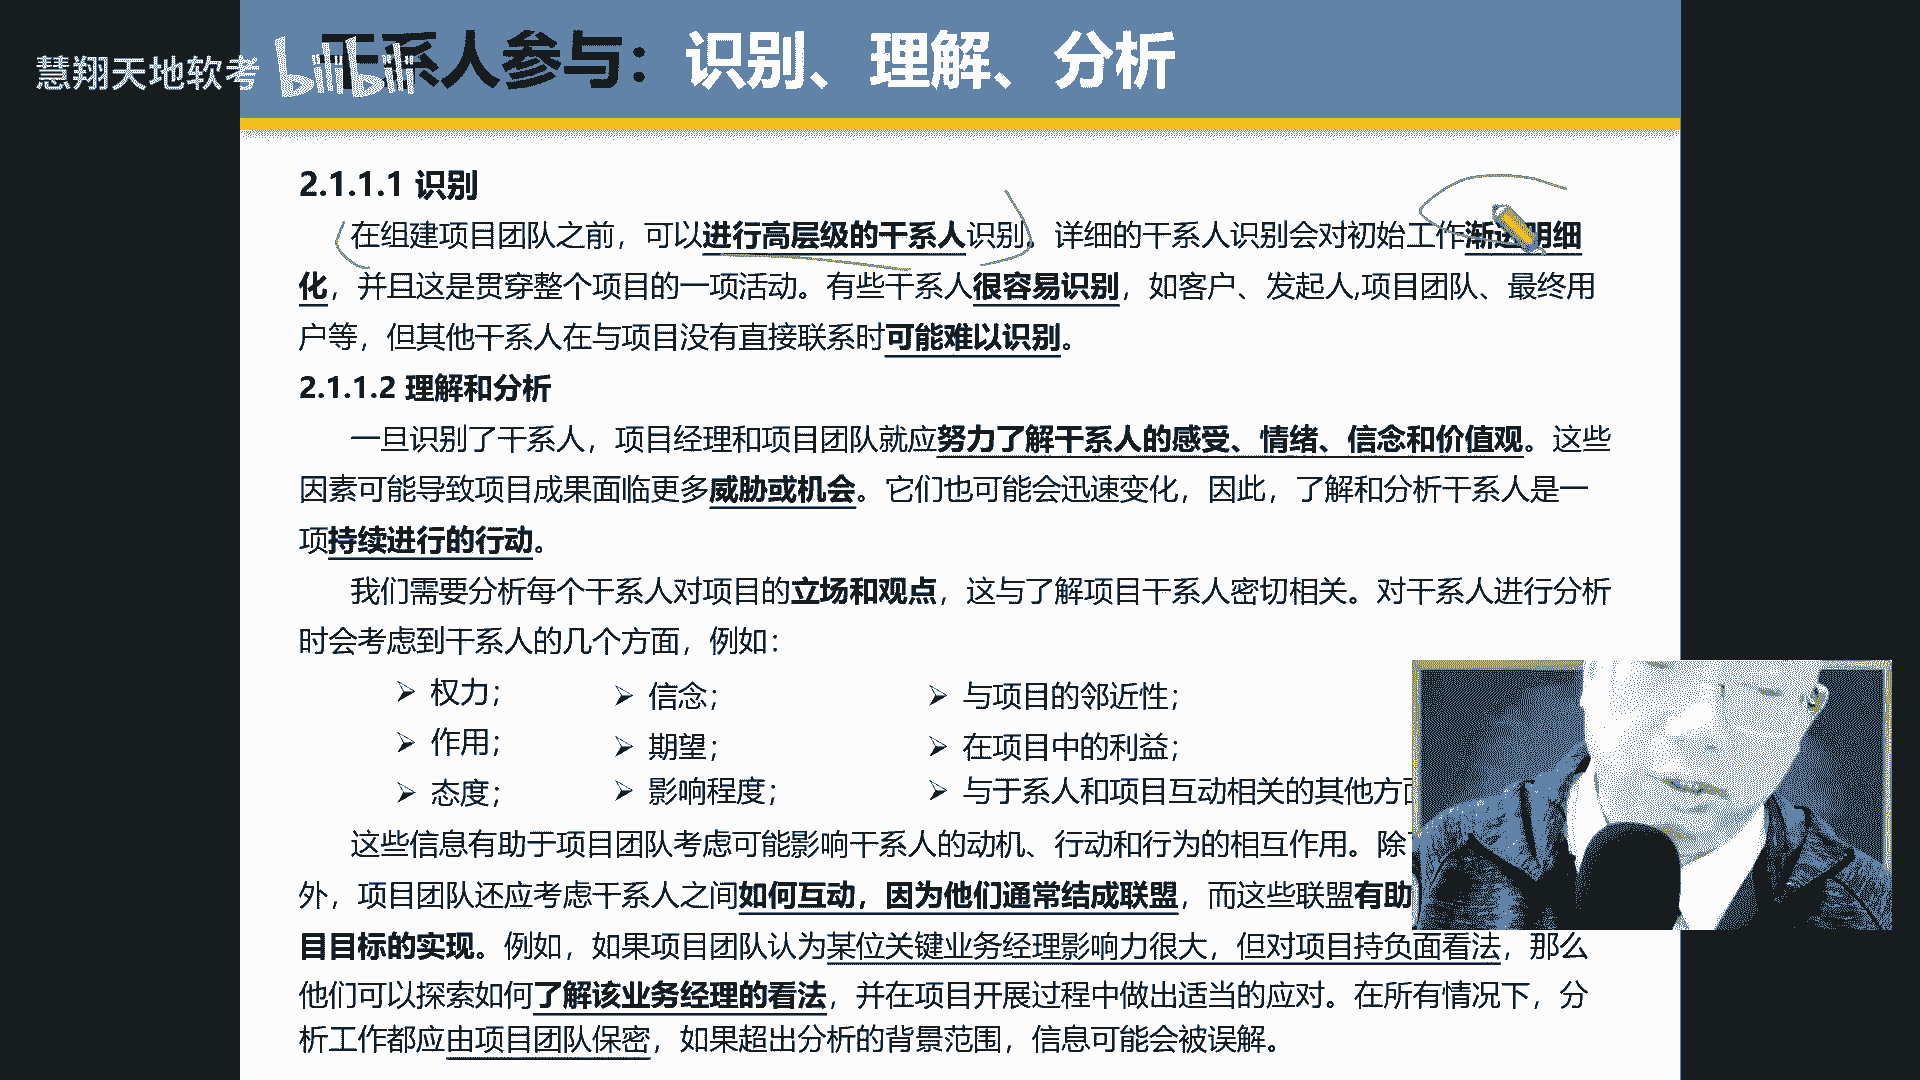 慧翔天地软考 bilibili
干系人参与：识别、理解、分析
2.1.1.1 识别
在组建项目团队之前，可以进行高层级的干系人识别。详细的干系人识别会对初始工作渐进明细
化，并且这是贯穿整个项目的一项活动。有些干系人很容易识别，如客户、发起人,项目团队、最终用
户等，但其他干系人在与项目没有直接联系时可能难以识别。
2.1.1.2 理解和分析
一旦识别了干系人，项目经理和项目团队就应努力了解干系人的感受、情绪、信念和价值观。这些
因素可能导致项目成果面临更多威胁或机会。它们也可能会迅速变化，因此，了解和分析干系人是一
项持续进行的行动。
我们需要分析每个干系人对项目的立场和观点，这与了解项目干系人密切相关。对干系人进行分析
时会考虑到干系人的几个方面，例如：
➢ 权力； ➢ 信念； ➢ 与项目的邻近性；
➢ 作用； ➢ 期望； ➢ 在项目中的利益；
➢ 态度； ➢ 影响程度； ➢ 与于系人和项目互动相关的其他方面
这些信息有助于项目团队考虑可能影响干系人的动机、行动和行为的相互作用。除
外，项目团队还应考虑干系人之间如何互动，因为他们通常结成联盟，而这些联盟有助
目目标的实现。例如，如果项目团队认为某位关键业务经理影响力很大，但对项目持负面看法，那么
他们可以探索如何了解该业务经理的看法，并在项目开展过程中做出适当的应对。在所有情况下，分
析工作都应由项目团队保密，如果超出分析的背景范围，信息可能会被误解。